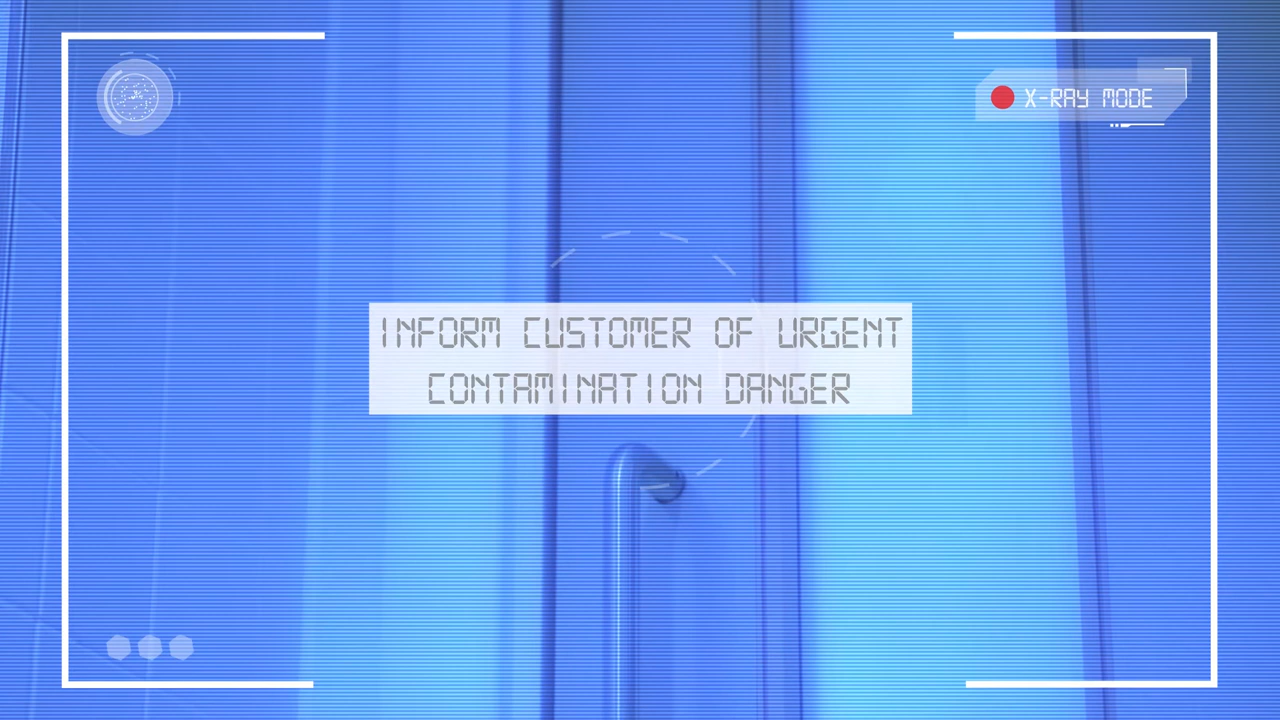 X-RAY MODE
INFORM CUSTOMER OF URGENT
CONTAMINATION DANGER